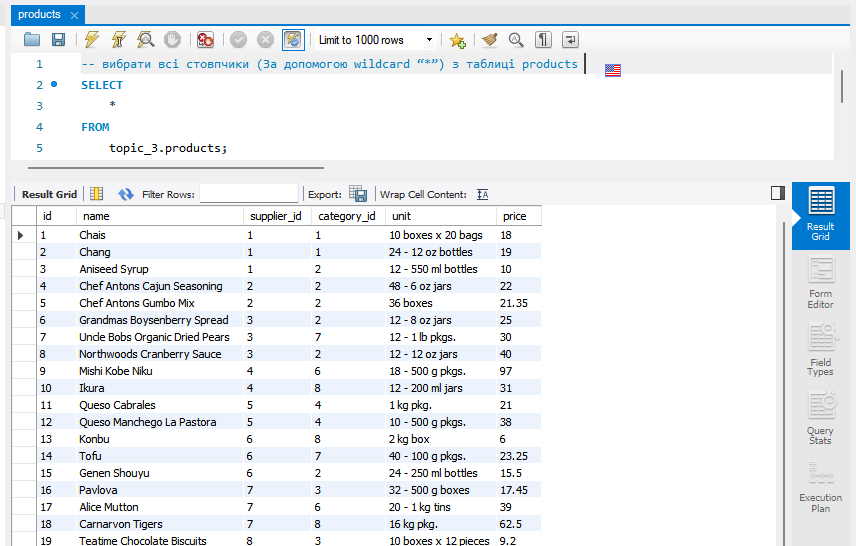 products
Limit to 1000 rows
1 -- вибрати всі стовпчики (За допомогою wildcard “*”) з таблиці products
2 SELECT
3 *
4 FROM
5 topic_3.products;
Result Grid Filter Rows: Export: Wrap Cell Content: IA
id name supplier_id category_id unit price
1 Chais 1 1 10 boxes x 20 bags 18
2 Chang 1 1 24 - 12 oz bottles 19
3 Aniseed Syrup 1 2 12 - 550 ml bottles 10
4 Chef Antons Cajun Seasoning 2 2 48 - 6 oz jars 22
5 Chef Antons Gumbo Mix 2 2 36 boxes 21.35
6 Grandmas Boysenberry Spread 3 2 12 - 8 oz jars 25
7 Uncle Bobs Organic Dried Pears 3 7 12 - 1 lb pkgs. 30
8 Northwoods Cranberry Sauce 3 2 12 - 12 oz jars 40
9 Mishi Kobe Niku 4 6 18 - 500 g pkgs. 97
10 Ikura 4 8 12 - 200 ml jars 31
11 Queso Cabrales 5 4 1 kg pkg. 21
12 Queso Manchego La Pastora 5 4 10 - 500 g pkgs. 38
13 Konbu 6 8 2 kg box 6
14 Tofu 6 7 40 - 100 g pkgs. 23.25
15 Genen Shouyu 6 2 24 - 250 ml bottles 15.5
16 Pavlova 7 3 32 - 500 g boxes 17.45
17 Alice Mutton 7 6 20 - 1 kg tins 39
18 Carnarvon Tigers 7 8 16 kg pkg. 62.5
19 Teatime Chocolate Biscuits 8 3 10 boxes x 12 pieces 9.2
Result
Grid
Form
Editor
Field
Types
Query
Stats
Execution
Plan